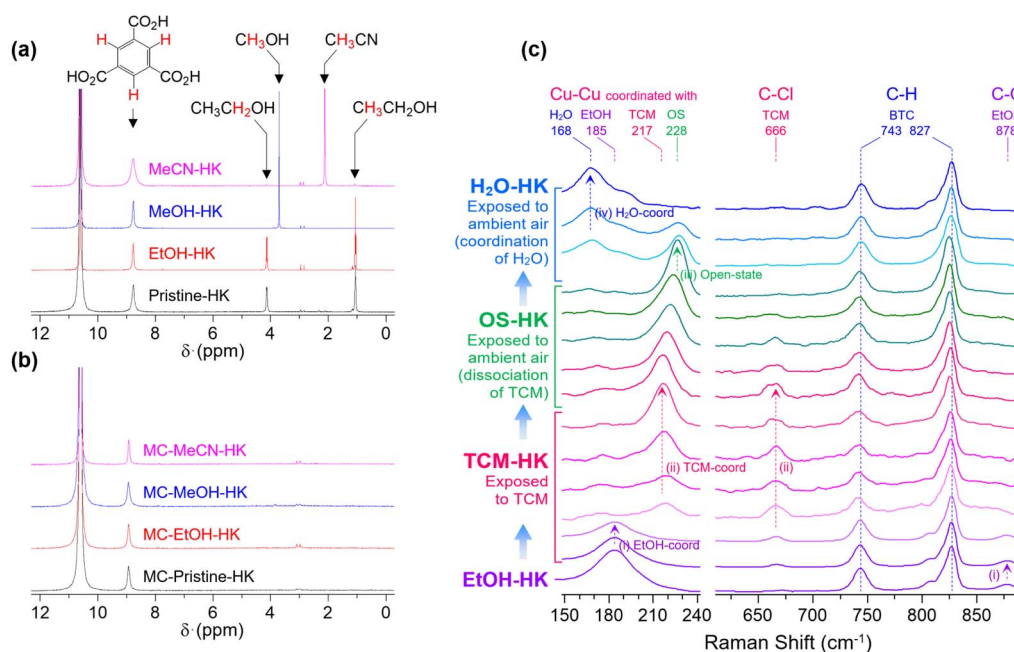 (a)
CO₂H
H H
HO₂C CO₂H
H
CH₃OH
CH₃CN
CH₃CH₂OH
CH₃CH₂OH
MeCN-HK
MeOH-HK
EtOH-HK
Pristine-HK
12 10 8 6 4 2 0
δ·(ppm)
(b)
MC-MeCN-HK
MC-MeOH-HK
MC-EtOH-HK
MC-Pristine-HK
12 10 8 6 4 2 0
δ·(ppm)
(c)
Cu-Cu coordinated with
H₂O EtOH TCM OS
168 185 217 228
C-Cl
TCM
666
C-H
BTC
743 827
EtO
878
H₂O-HK
Exposed to
ambient air
(coordination
of H₂O)
OS-HK
Exposed to
ambient air
(dissociation
of TCM)
TCM-HK
Exposed
to TCM
EtOH-HK
(iv) H₂O-coord
(iii) Open-state
(ii) TCM-coord
(ii)
(i) EtOH-coord
(i)
150 180 210 240 650 700 750 800 850
Raman Shift (cm⁻¹)